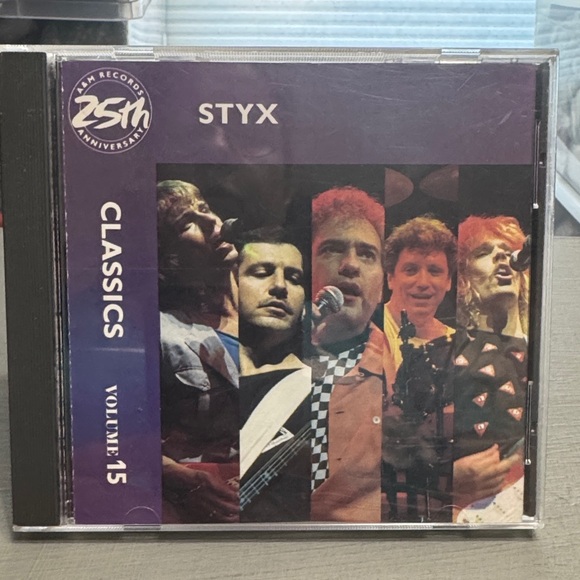 A&M RECORDS
25th
ANNIVERSARY
STYX
CLASSICS VOLUME 15